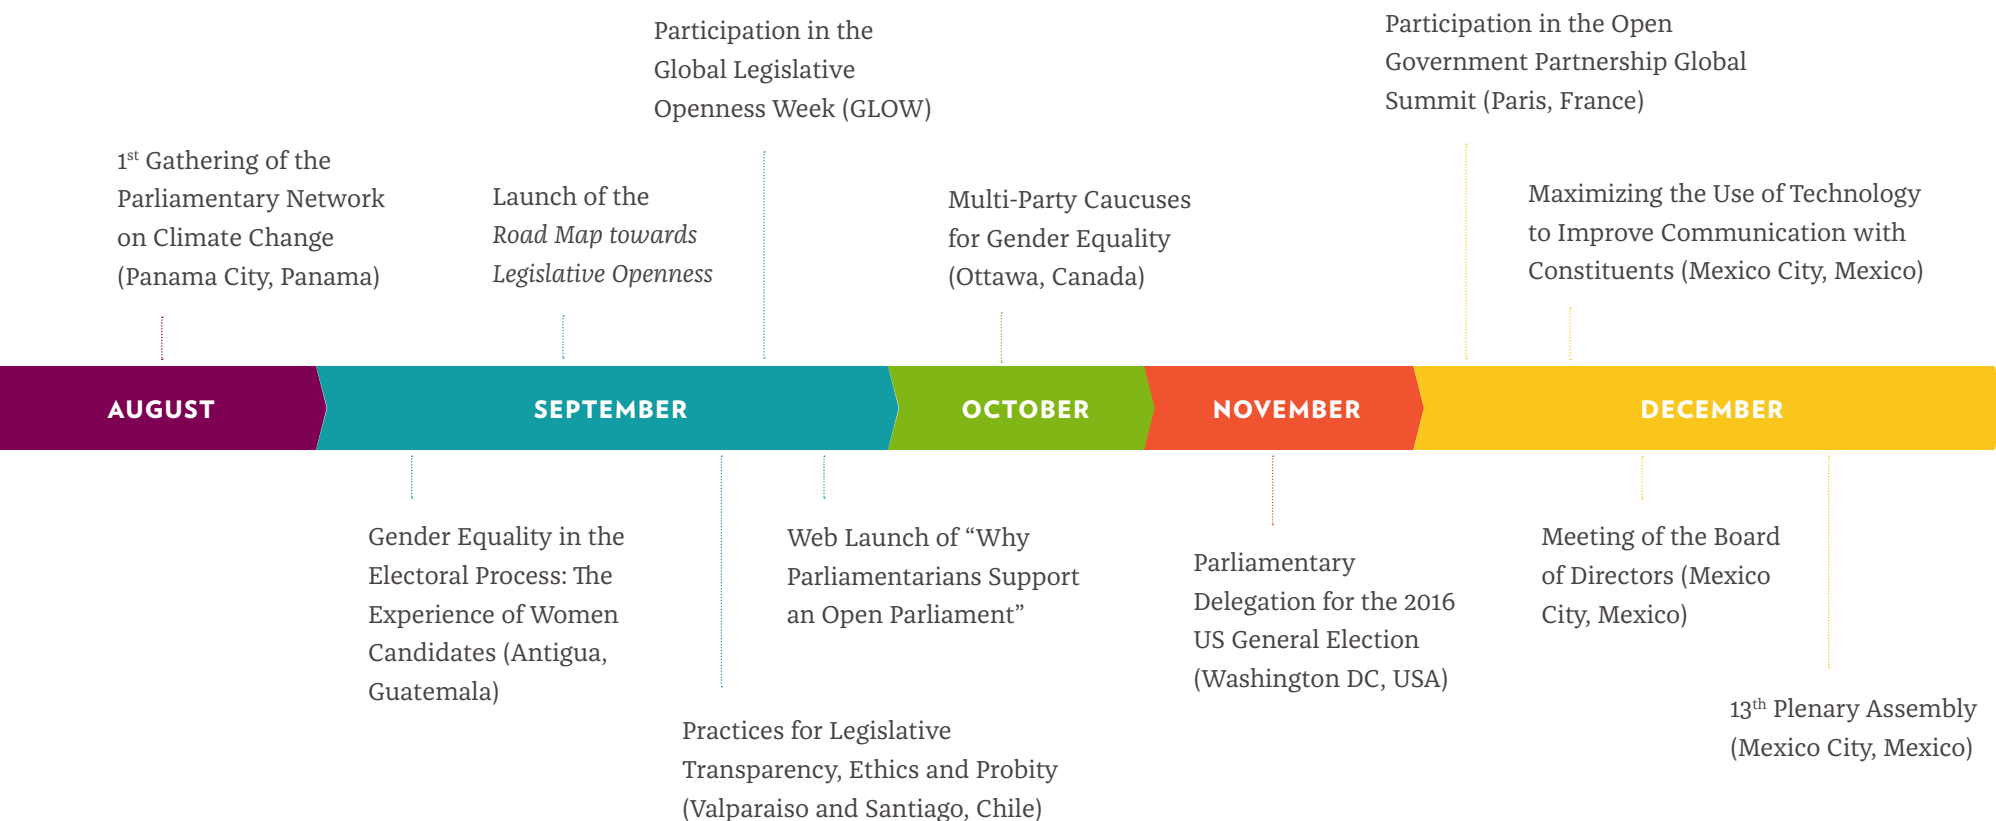 Participation in the
Global Legislative
Openness Week (GLOW)
Participation in the Open
Government Partnership Global
Summit (Paris, France)
1st Gathering of the
Parliamentary Network
on Climate Change
(Panama City, Panama)
Launch of the
Road Map towards
Legislative Openness
Multi-Party Caucuses
for Gender Equality
(Ottawa, Canada)
Maximizing the Use of Technology
to Improve Communication with
Constituents (Mexico City, Mexico)
AUGUST
SEPTEMBER
OCTOBER
NOVEMBER
DECEMBER
Gender Equality in the
Electoral Process: The
Experience of Women
Candidates (Antigua,
Guatemala)
Practices for Legislative
Transparency, Ethics and Probity
(Valparaiso and Santiago, Chile)
Web Launch of “Why
Parliamentarians Support
an Open Parliament”
Parliamentary
Delegation for the 2016
US General Election
(Washington DC, USA)
Meeting of the Board
of Directors (Mexico
City, Mexico)
13th Plenary Assembly
(Mexico City, Mexico)